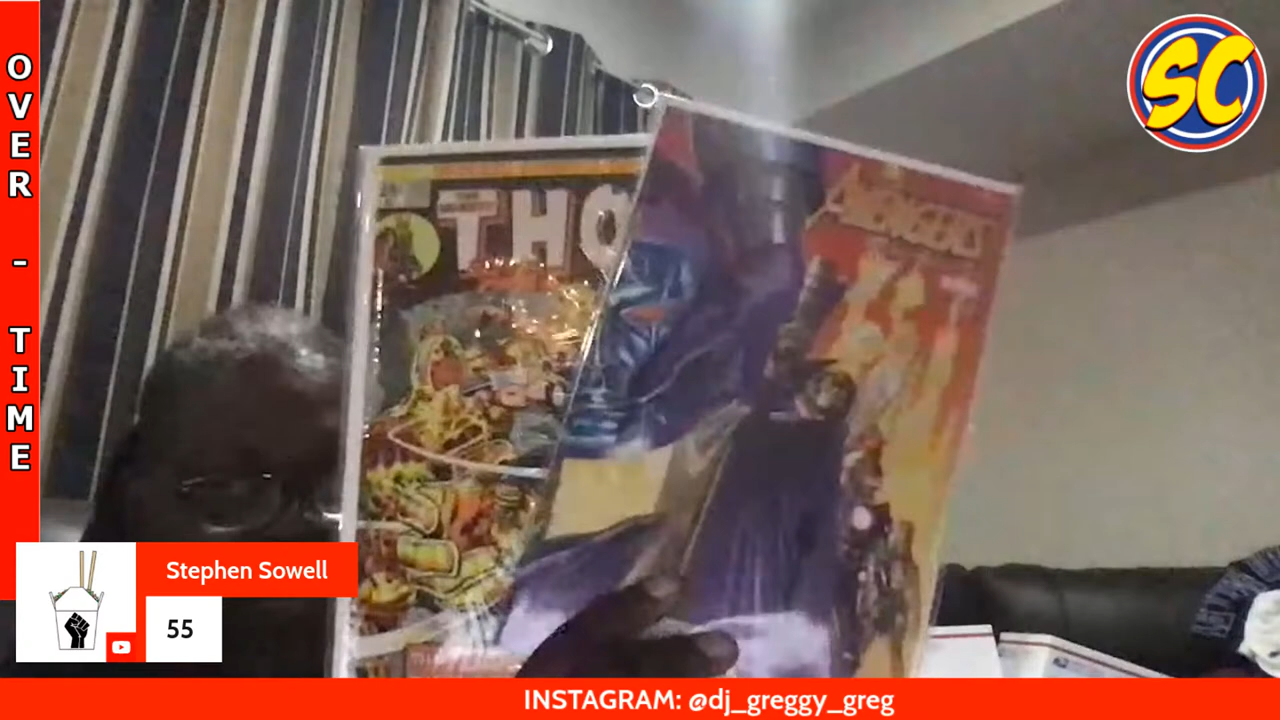 OVER - TIME
SC
THO
AVENGERS
Stephen Sowell
55
INSTAGRAM: @dj_greggy_greg